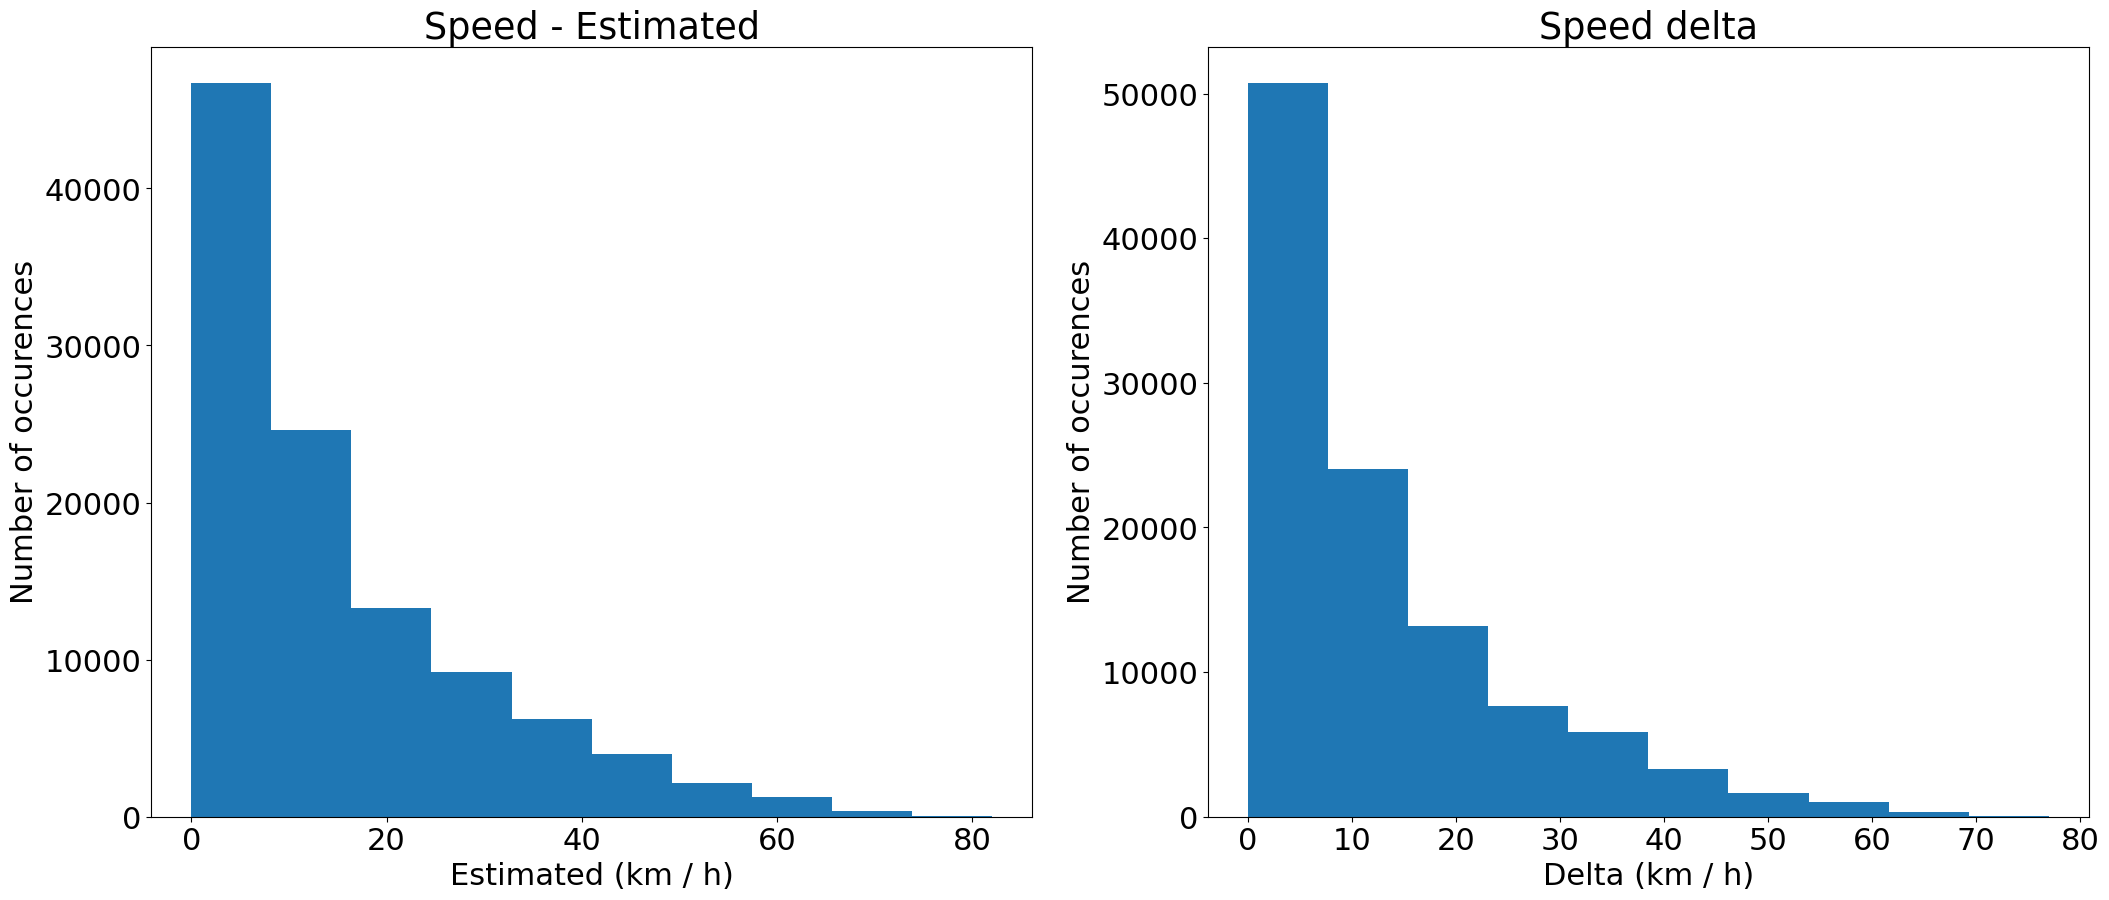 Speed - Estimated
Number of occurences
40000
30000
20000
10000
0
0 20 40 60 80
Estimated (km / h)
Speed delta
Number of occurences
50000
40000
30000
20000
10000
0
0 10 20 30 40 50 60 70 80
Delta (km / h)